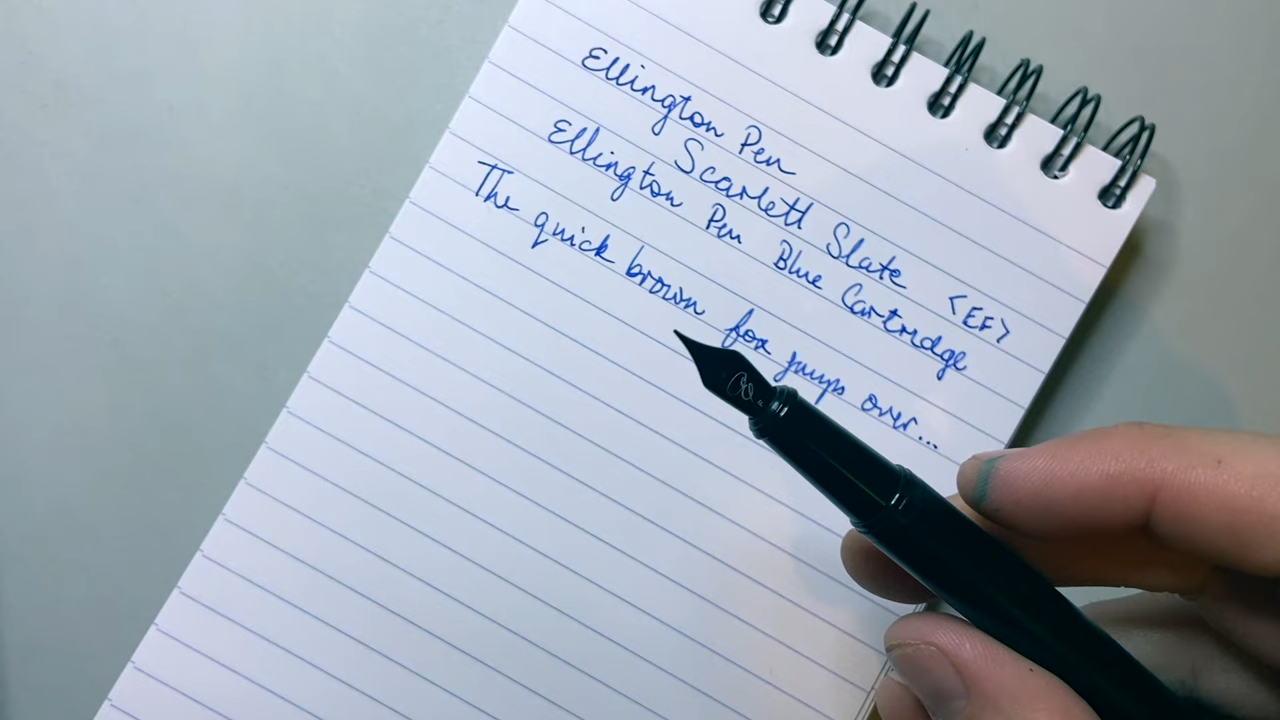 Ellington Pen
Scarlett Slate <EF>
Ellington Pen Blue Cartridge
The quick brown fox jumps over...